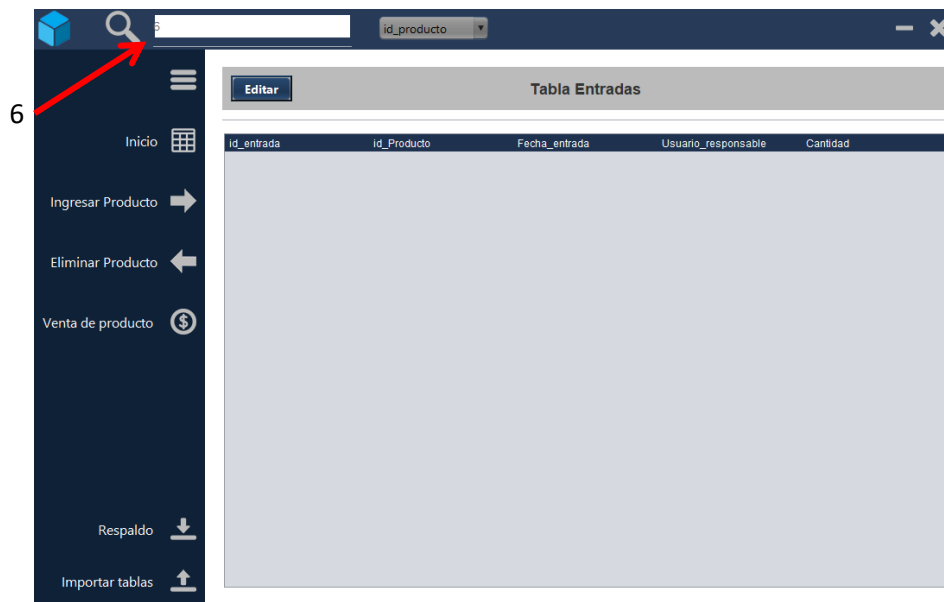 6
id_producto
6
Editar
Tabla Entradas
Inicio
id_entrada id_Producto Fecha_entrada Usuario_responsable Cantidad
Ingresar Producto
Eliminar Producto
Venta de producto
Respaldo
Importar tablas